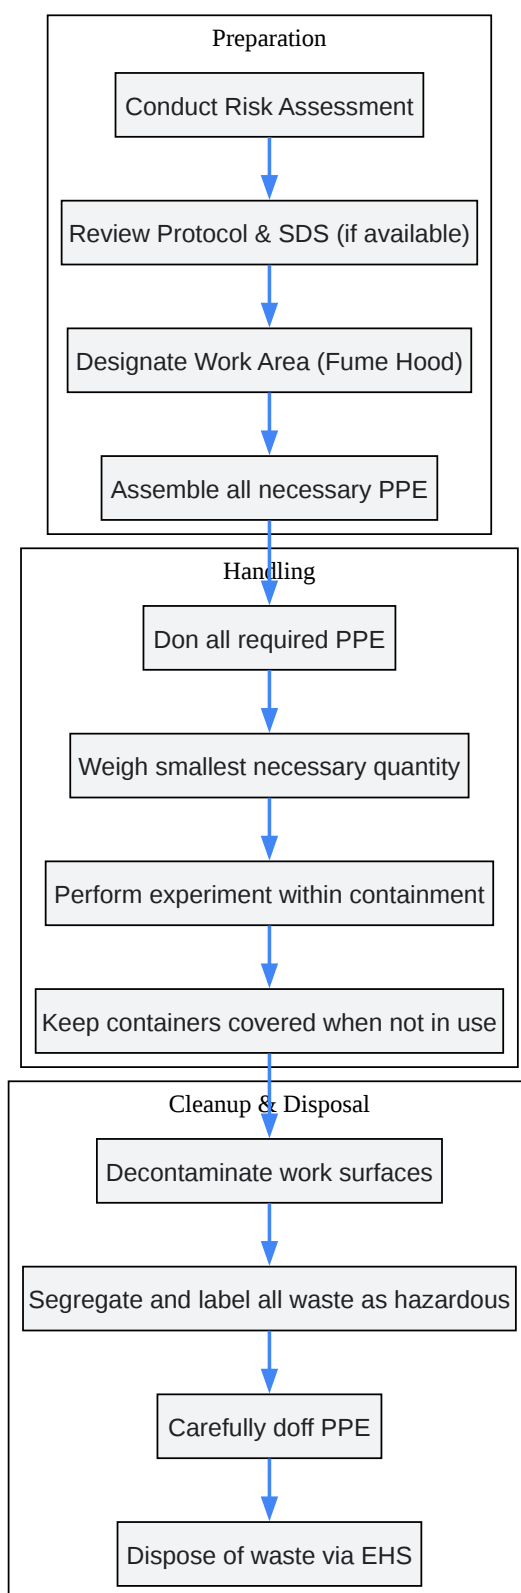 Preparation
Conduct Risk Assessment
Review Protocol & SDS (if available)
Designate Work Area (Fume Hood)
Assemble all necessary PPE
Handling
Don all required PPE
Weigh smallest necessary quantity
Perform experiment within containment
Keep containers covered when not in use
Cleanup & Disposal
Decontaminate work surfaces
Segregate and label all waste as hazardous
Carefully doff PPE
Dispose of waste via EHS